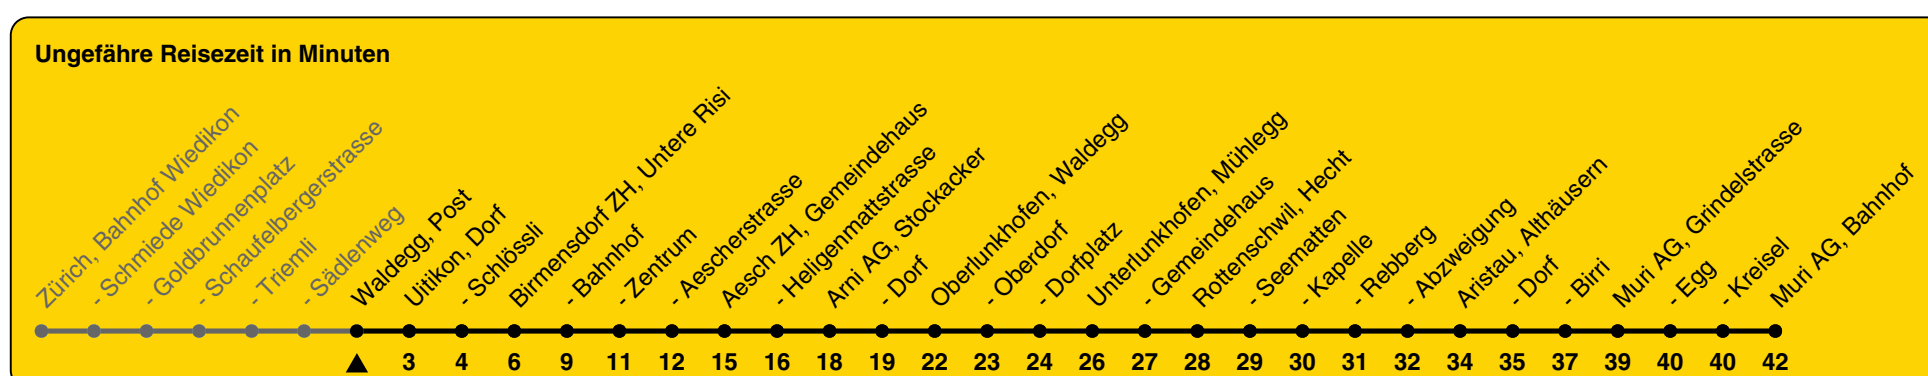 Ungefähre Reisezeit in Minuten
Zürich, Bahnhof Wiedikon
- Schmiede Wiedikon
- Goldbrunnenplatz
- Schaufelbergerstrasse
- Triemli
- Sädlenweg
Waldegg, Post
Uitikon, Dorf
- Schlössli
Birmensdorf ZH, Untere Risi
- Bahnhof
- Zentrum
- Aescherstrasse
Aesch ZH, Gemeindehaus
- Heligenmattstrasse
Arni AG, Stockacker
- Dorf
Oberlunkhofen, Waldegg
- Oberdorf
- Dorfplatz
Unterlunkhofen, Mühlegg
- Gemeindehaus
Rottenschwil, Hecht
- Seematten
- Kapelle
- Rebberg
- Abzweigung
Aristau, Althäusern
- Dorf
- Birri
Muri AG, Grindelstrasse
- Egg
- Kreisel
Muri AG, Bahnhof
3 4 6 9 11 12 15 16 18 19 22 23 24 26 27 28 29 30 31 32 34 35 37 39 40 40 42